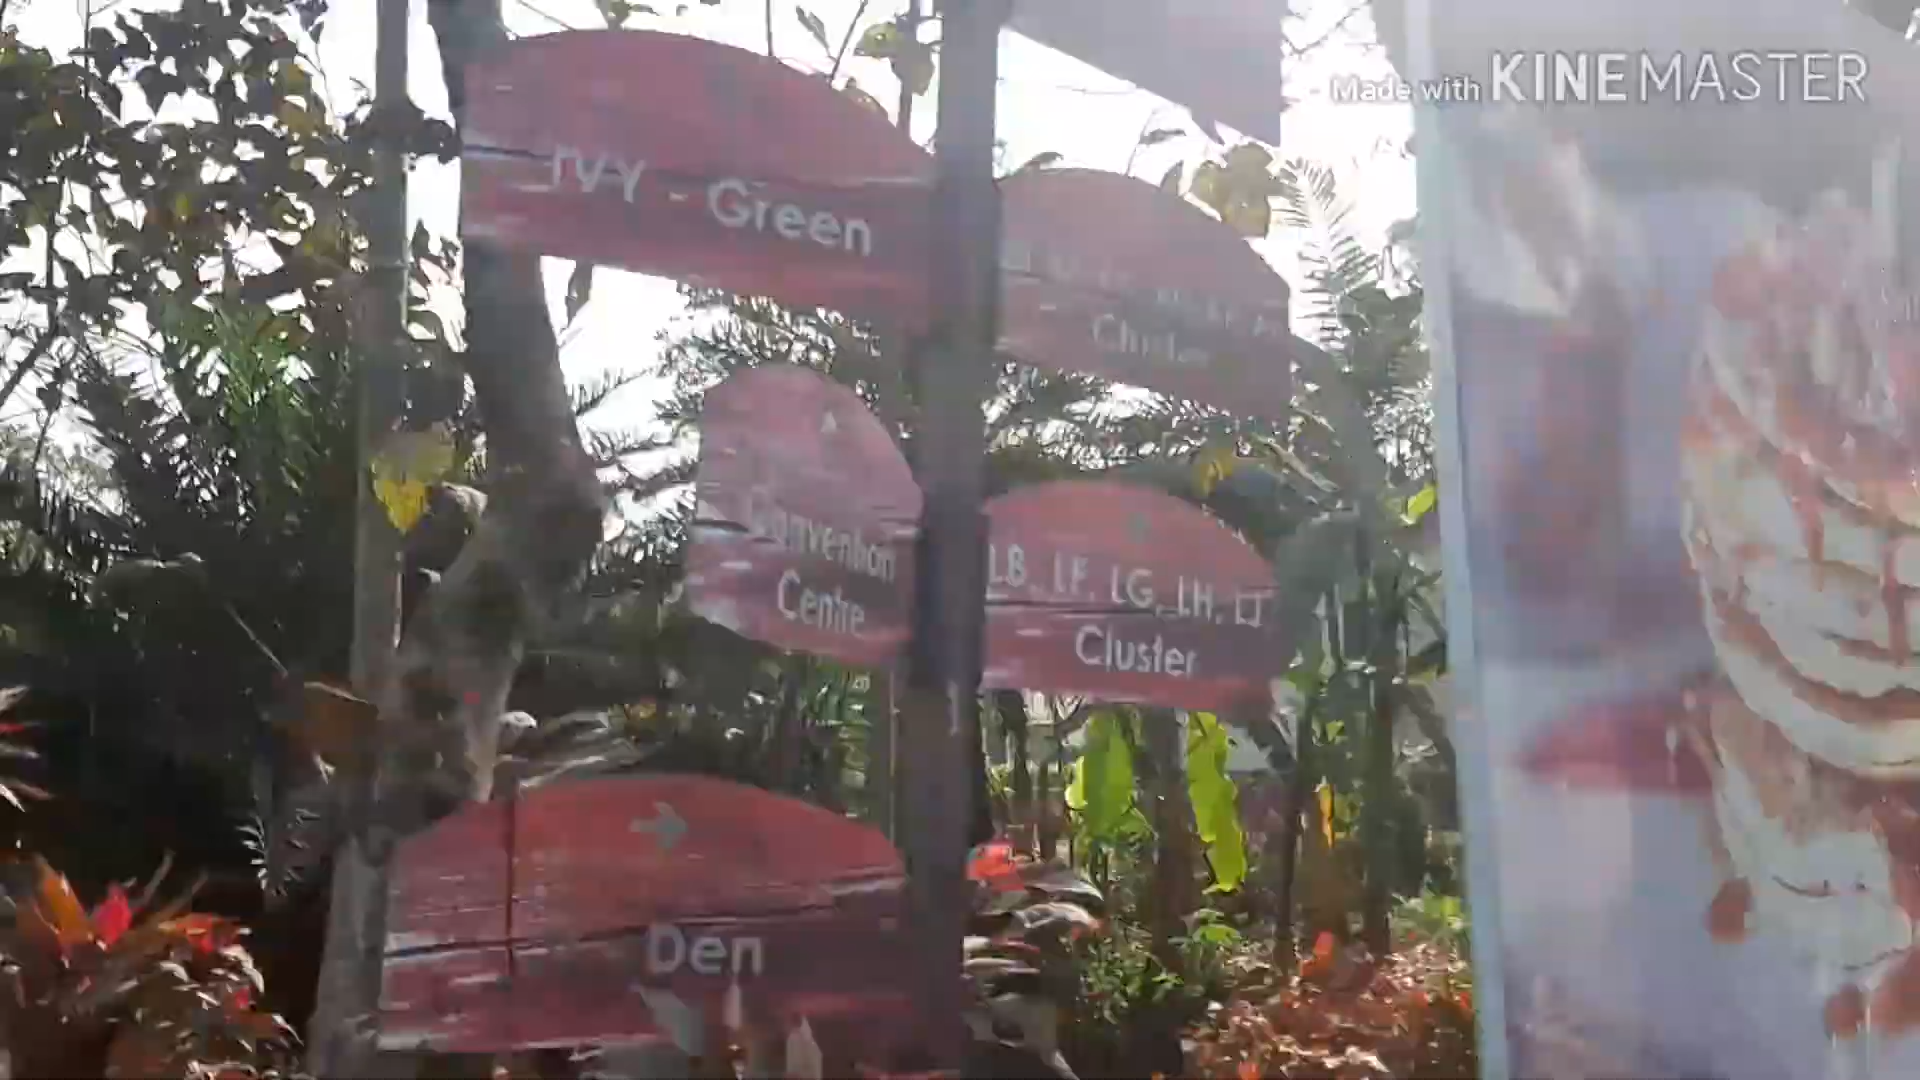 Made with KINEMASTER
IVY - Green
Cluster
Convention
Centre
LB, LF, LG, LH, LJ
Cluster
Den